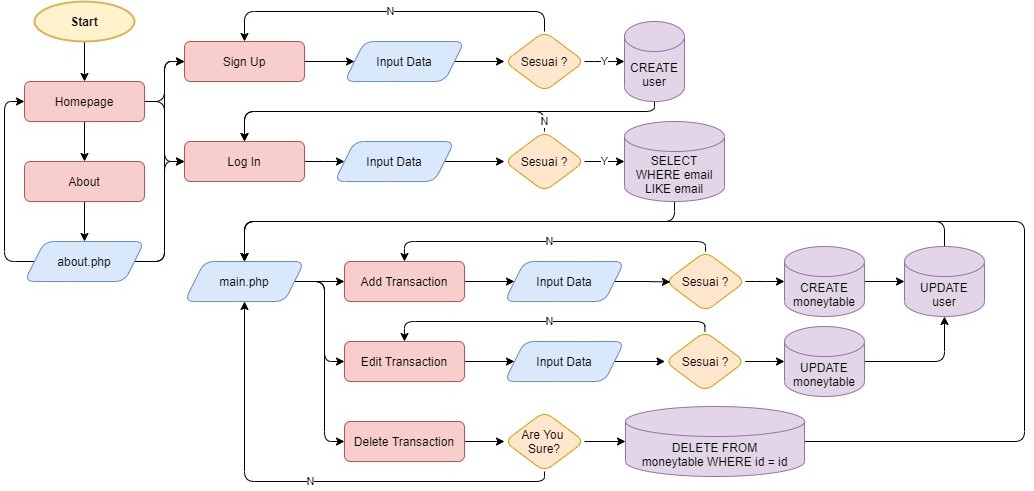 Start
N
Sign Up
Input Data
Sesuai ?
Y
CREATE
user
Homepage
N
Log In
Input Data
Sesuai ?
Y
SELECT
WHERE email
LIKE email
About
about.php
N
main.php
Add Transaction
Input Data
Sesuai ?
CREATE
moneytable
UPDATE
user
N
Edit Transaction
Input Data
Sesuai ?
UPDATE
moneytable
Delete Transaction
Are You
Sure?
DELETE FROM
moneytable WHERE id = id
N